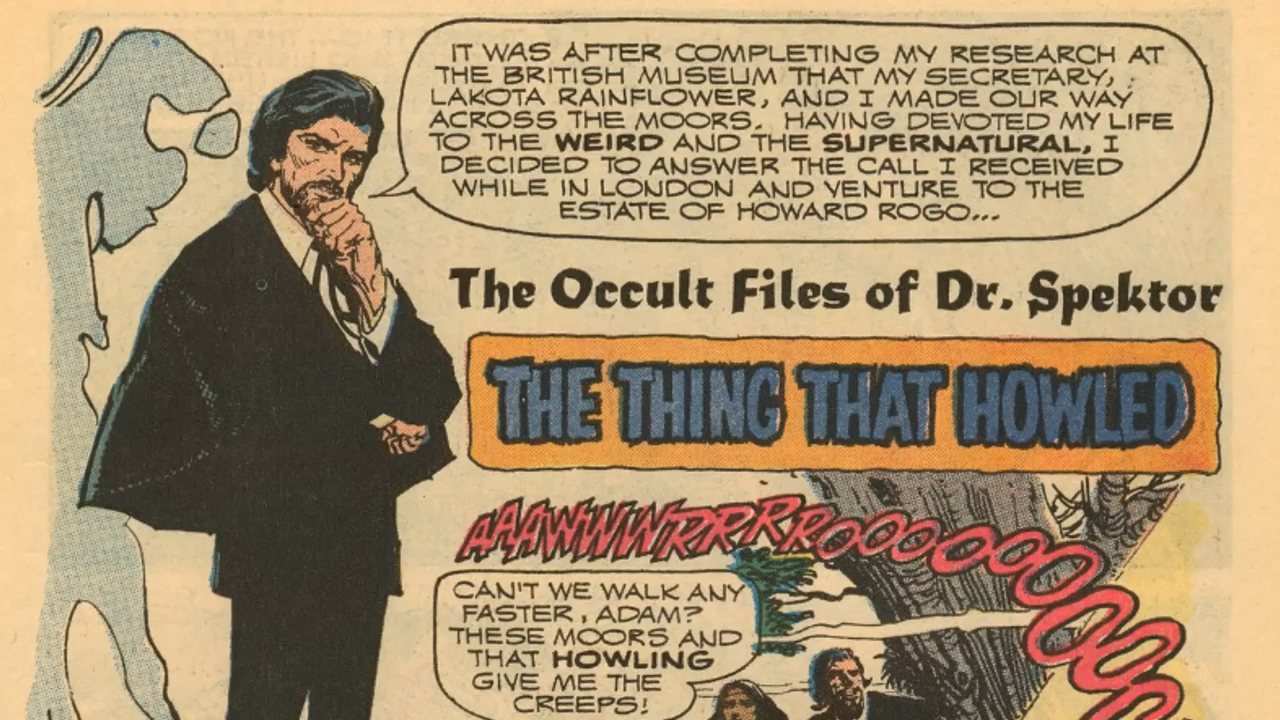 IT WAS AFTER COMPLETING MY RESEARCH AT
THE BRITISH MUSEUM THAT MY SECRETARY,
LAKOTA RAINFLOWER, AND I MADE OUR WAY
ACROSS THE MOORS. HAVING DEVOTED MY LIFE
TO THE WEIRD AND THE SUPERNATURAL, I
DECIDED TO ANSWER THE CALL I RECEIVED
WHILE IN LONDON AND VENTURE TO THE
ESTATE OF HOWARD ROGO...
The Occult Files of Dr. Spektor
THE THING THAT HOWLED
AAAWWWWRRRROOOOOOOOOOO
CAN'T WE WALK ANY
FASTER, ADAM?
THESE MOORS AND
THAT HOWLING
GIVE ME THE
CREEPS!